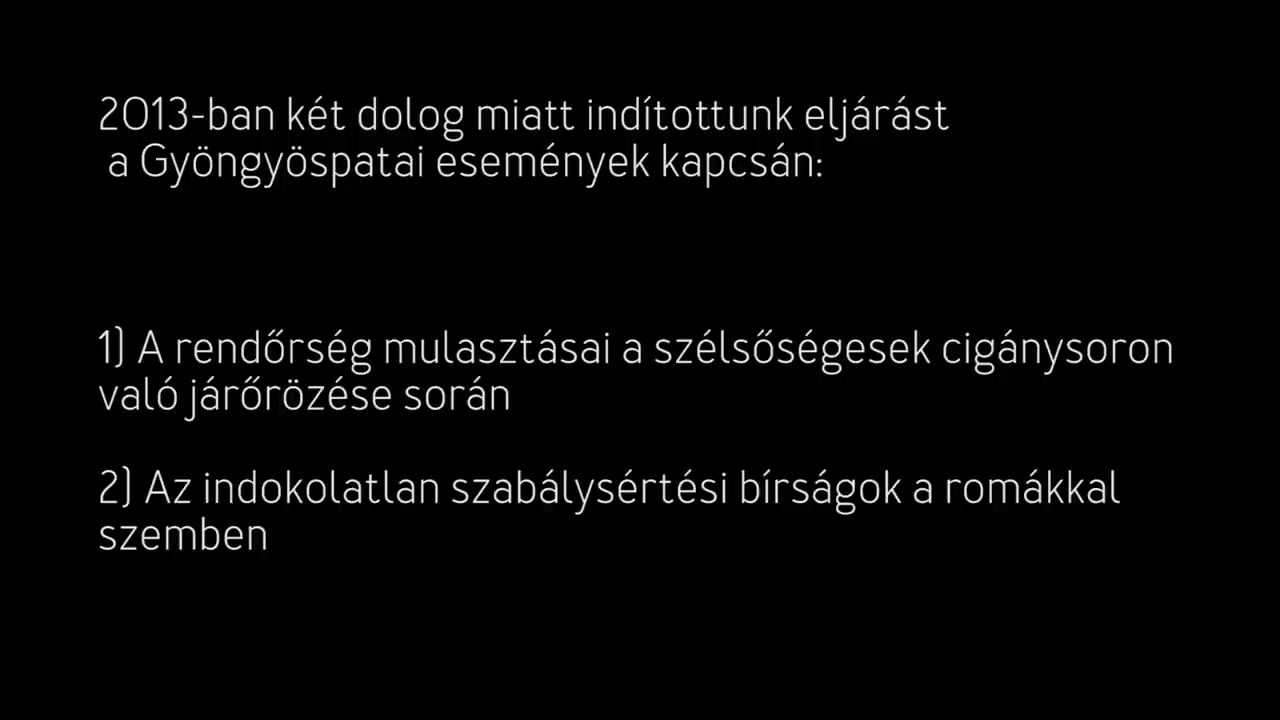 2013-ban két dolog miatt indítottunk eljárást
a Gyöngyöspatai események kapcsán:
1) A rendőrség mulasztásai a szélsőségesek cigánysoron
való járőrözése során
2) Az indokolatlan szabálysértési bírságok a romákkal
szemben